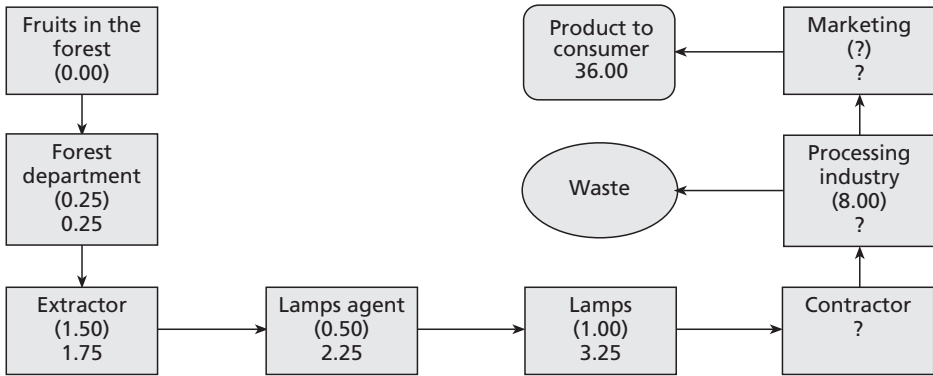 Fruits in the
forest
(0.00)
Forest
department
(0.25)
0.25
Extractor
(1.50)
1.75
Lamps agent
(0.50)
2.25
Lamps
(1.00)
3.25
Contractor
?
Processing
industry
(8.00)
?
Waste
Marketing
(?)
?
Product to
consumer
36.00